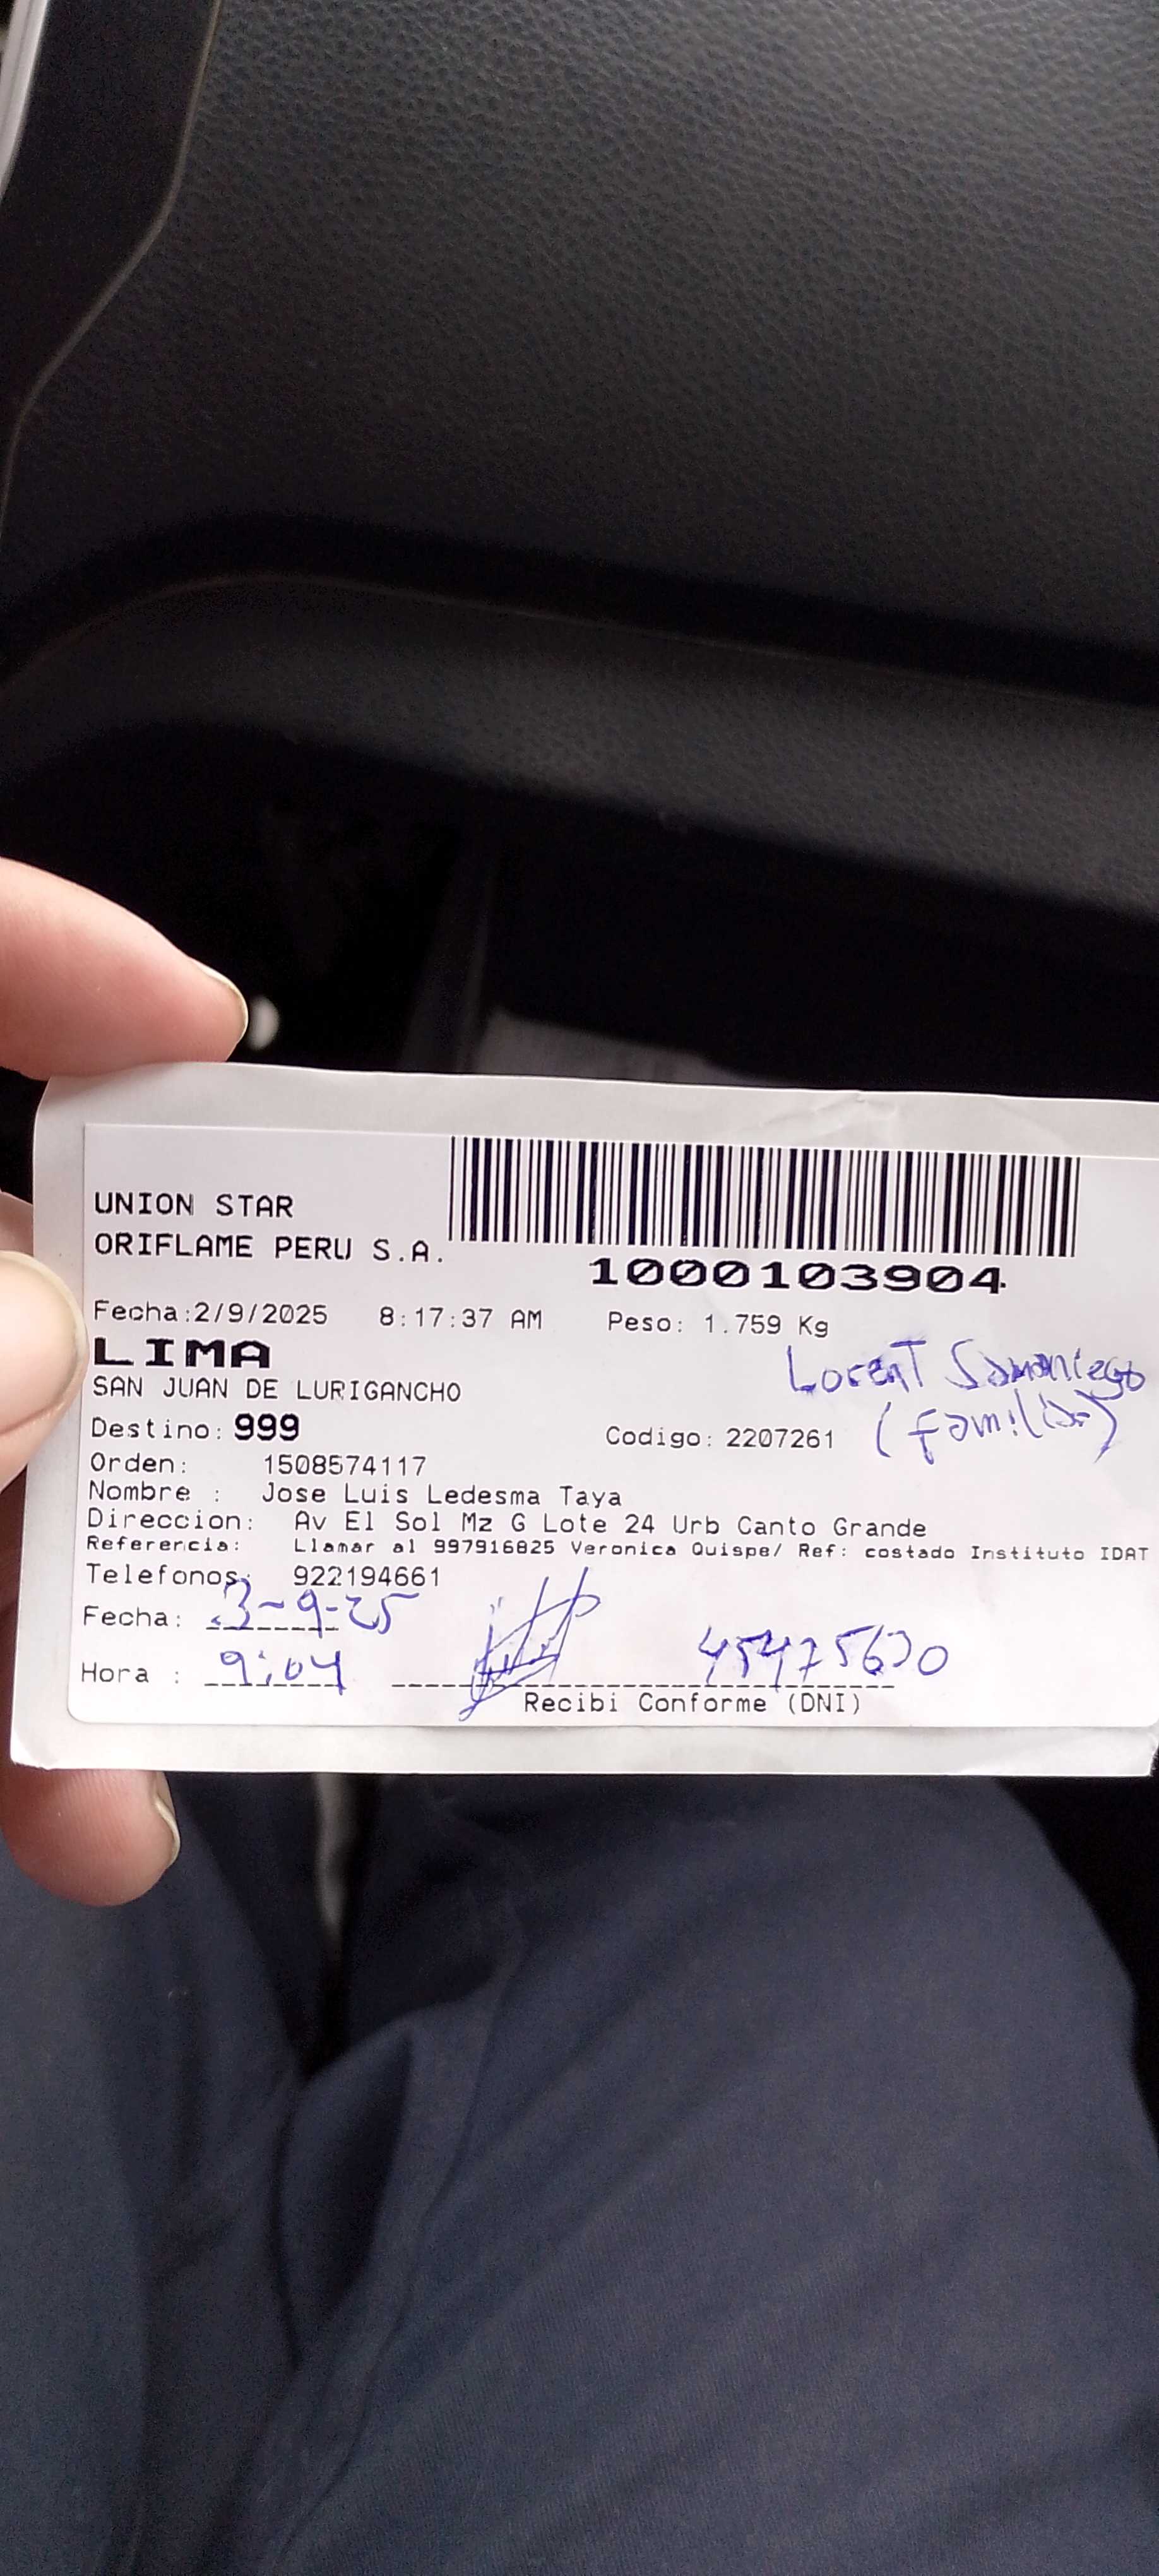 UNION STAR
ORIFLAME PERU S.A.
1000103904
Fecha:2/9/2025 8:17:37 AM Peso: 1.759 Kg
LIMA
Lorent Samaniego
SAN JUAN DE LURIGANCHO
(familia)
Destino: 999 Codigo: 2207261
Orden: 1508574117
Nombre : Jose Luis Ledesma Taya
Direccion: Av El Sol Mz G Lote 24 Urb Canto Grande
Referencia: Llamar al 997916825 Veronica Quispe/ Ref: costado Instituto IDAT
Telefonos: 922194661
Fecha: 3-9-25
Hora : 9:04
Recibi Conforme (DNI)